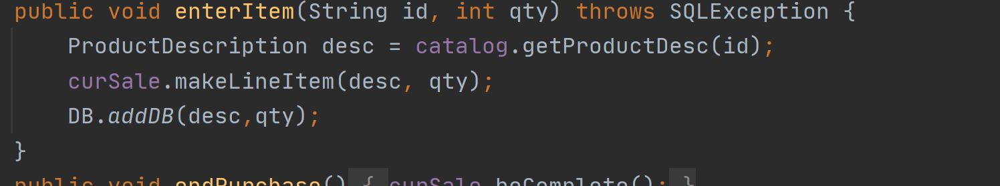 public void enterItem(String id, int qty) throws SQLException {
ProductDescription desc = catalog.getProductDesc(id);
curSale.makeLineItem(desc, qty);
DB.addDB(desc,qty);
}
public void endPurchase() { curSale.beComplete(); }